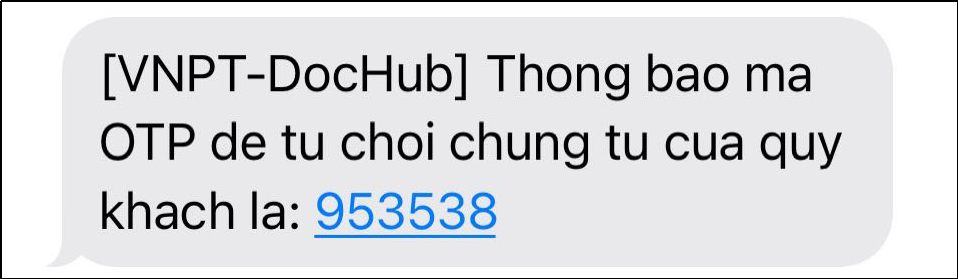 [VNPT-DocHub] Thong bao ma
OTP de tu choi chung tu cua quy
khach la: 953538